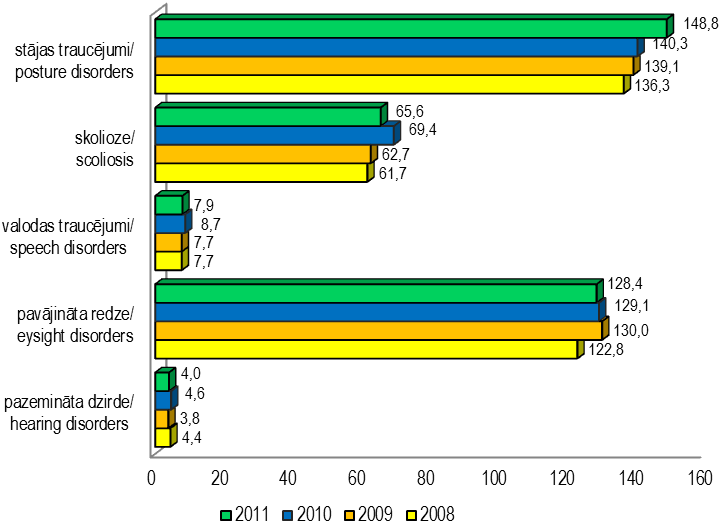 stājas traucējumi/
posture disorders
148,8
140,3
139,1
136,3
skolioze/
scoliosis
65,6
69,4
62,7
61,7
valodas traucējumi/
speech disorders
7,9
8,7
7,7
7,7
pavājināta redze/
eysight disorders
128,4
129,1
130,0
122,8
pazemināta dzirde/
hearing disorders
4,0
4,6
3,8
4,4
0 20 40 60 80 100 120 140 160
2011 2010 2009 2008